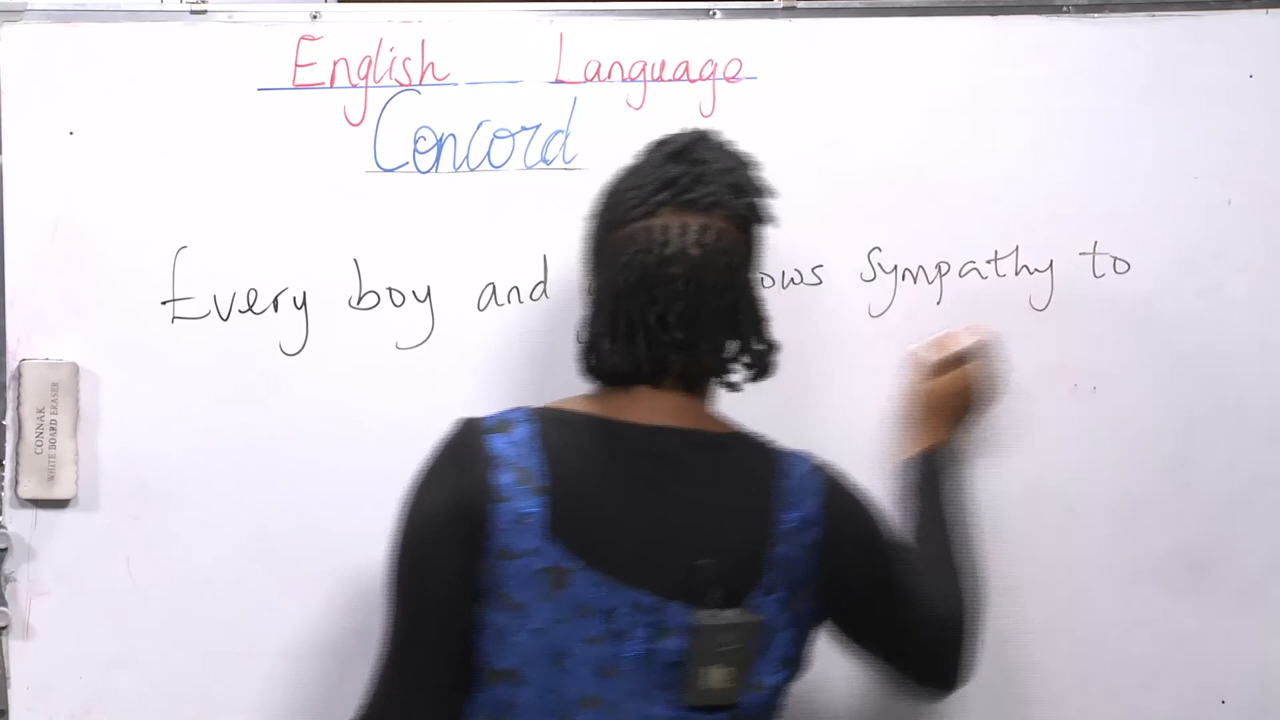 English Language
Concord
Every boy and ows Sympathy to
CONNAK
WHITE BOARD ERASER